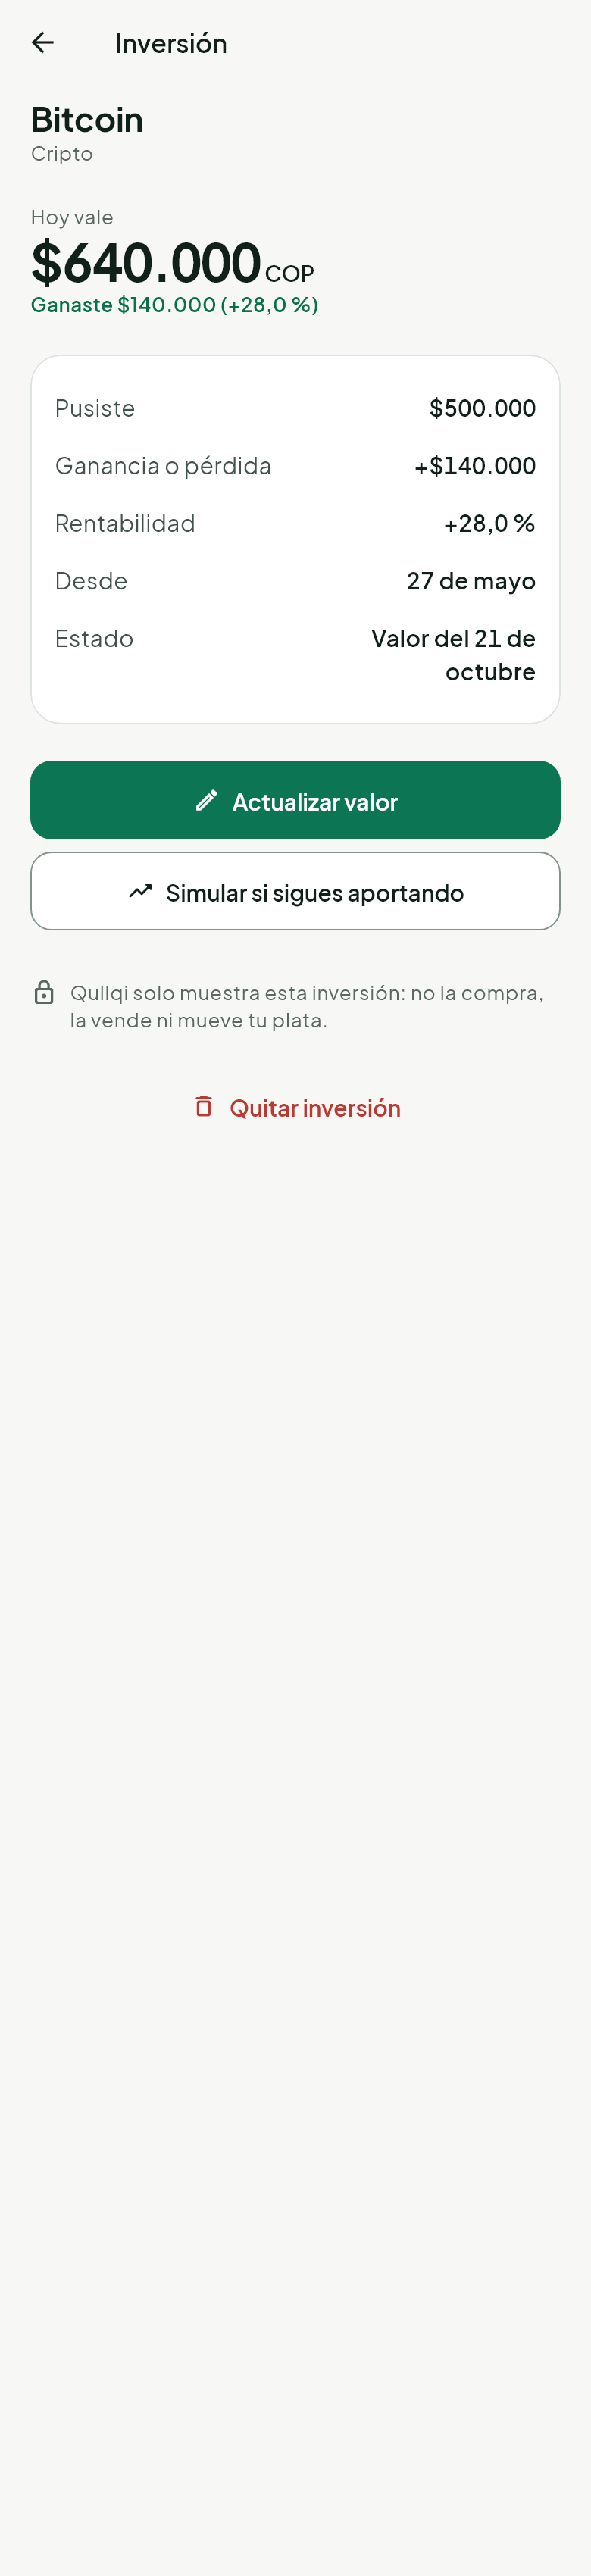 Inversión
Bitcoin
Cripto
Hoy vale
$640.000 COP
Ganaste $140.000 (+28,0 %)
Pusiste $500.000
Ganancia o pérdida +$140.000
Rentabilidad +28,0 %
Desde 27 de mayo
Estado Valor del 21 de
octubre
Actualizar valor
Simular si sigues aportando
Qullqi solo muestra esta inversión: no la compra,
la vende ni mueve tu plata.
Quitar inversión